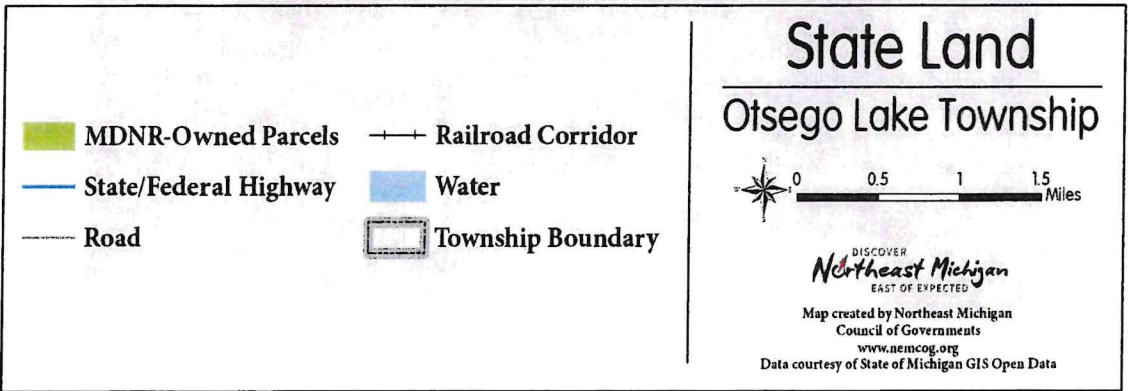 MDNR-Owned Parcels
State/Federal Highway
Road
Railroad Corridor
Water
Township Boundary
State Land
Otsego Lake Township
0 0.5 1 1.5
Miles
DISCOVER
Northeast Michigan
EAST OF EXPECTED
Map created by Northeast Michigan
Council of Governments
www.nemcog.org
Data courtesy of State of Michigan GIS Open Data